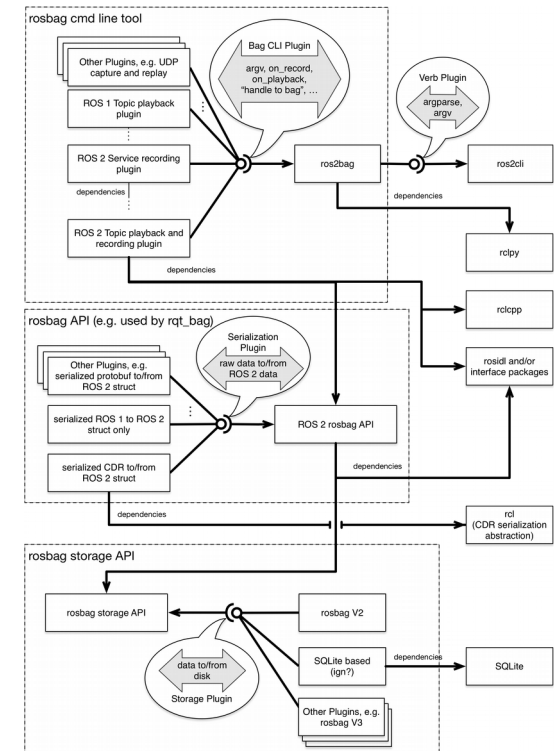 rosbag cmd line tool
Other Plugins, e.g. UDP
capture and replay
ROS 1 Topic playback
plugin
ROS 2 Service recording
plugin
dependencies
ROS 2 Topic playback and
recording plugin
dependencies
Bag CLI Plugin
argv, on_record,
on_playback,
"handle to bag", ...
ros2bag
Verb Plugin
argparse,
argv
ros2cli
dependencies
rclpy
rclcpp
rosidl and/or
interface packages
rosbag API (e.g. used by rqt_bag)
Other Plugins, e.g.
serialized protobuf to/from
ROS 2 struct
serialized ROS 1 to ROS 2
struct only
serialized CDR to/from
ROS 2 struct
dependencies
Serialization
Plugin
raw data to/from
ROS 2 data
ROS 2 rosbag API
dependencies
rcl
(CDR serialization
abstraction)
rosbag storage API
rosbag storage API
data to/from
disk
Storage Plugin
rosbag V2
SQLite based
(ign?)
dependencies
SQLite
Other Plugins, e.g.
rosbag V3